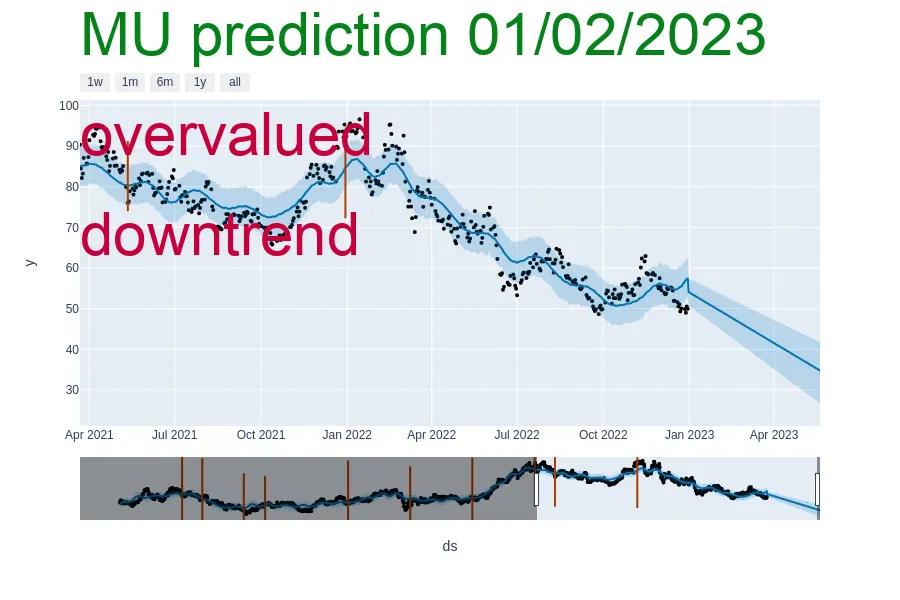 MU prediction 01/02/2023
1w 1m 6m 1y all
100
overvalued
90
80
70
downtrend
y
60
50
40
30
Apr 2021 Jul 2021 Oct 2021 Jan 2022 Apr 2022 Jul 2022 Oct 2022 Jan 2023 Apr 2023
ds